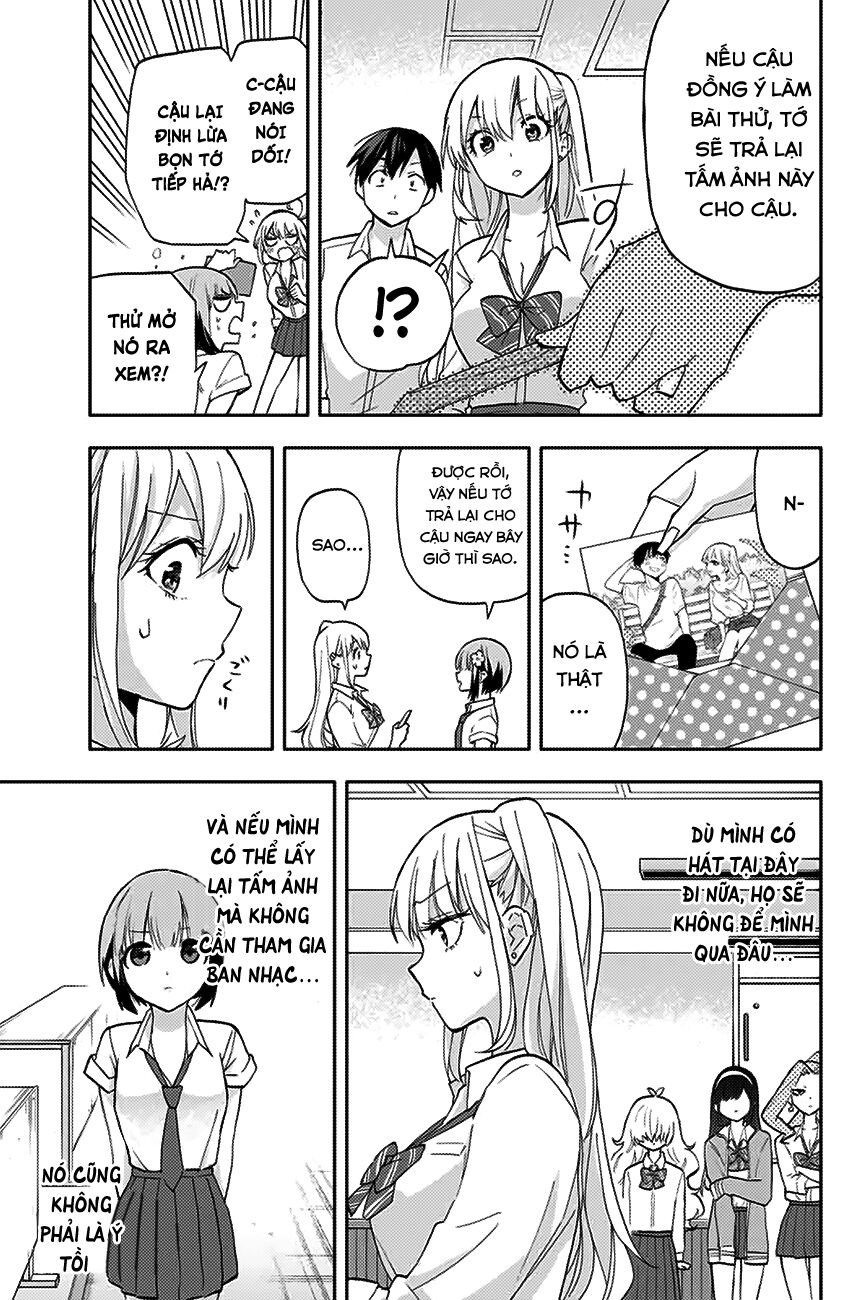 NẾU CẬU
ĐỒNG Ý LÀM
BÀI THỬ, TỚ
SẼ TRẢ LẠI
TẤM ẢNH NÀY
CHO CẬU.
!?
C-CẬU
ĐANG
NÓI
DỐI!
CẬU LẠI
ĐỊNH LỪA
BỌN TỚ
TIẾP HẢ!?
THỬ MỞ
NÓ RA
XEM?!
N-
NÓ LÀ
THẬT
...
ĐƯỢC RỒI,
VẬY NẾU TỚ
TRẢ LẠI CHO
CẬU NGAY BÂY
GIỜ THÌ SAO.
SAO...
DÙ MÌNH CÓ
HÁT TẠI ĐÂY
ĐI NỮA, HỌ SẼ
KHÔNG ĐỂ MÌNH
QUA ĐÂU...
VÀ NẾU MÌNH
CÓ THỂ LẤY
LẠI TẤM ẢNH
MÀ KHÔNG
CẦN THAM GIA
BAN NHẠC...
NÓ CŨNG
KHÔNG
PHẢI LÀ Ý
TỒI